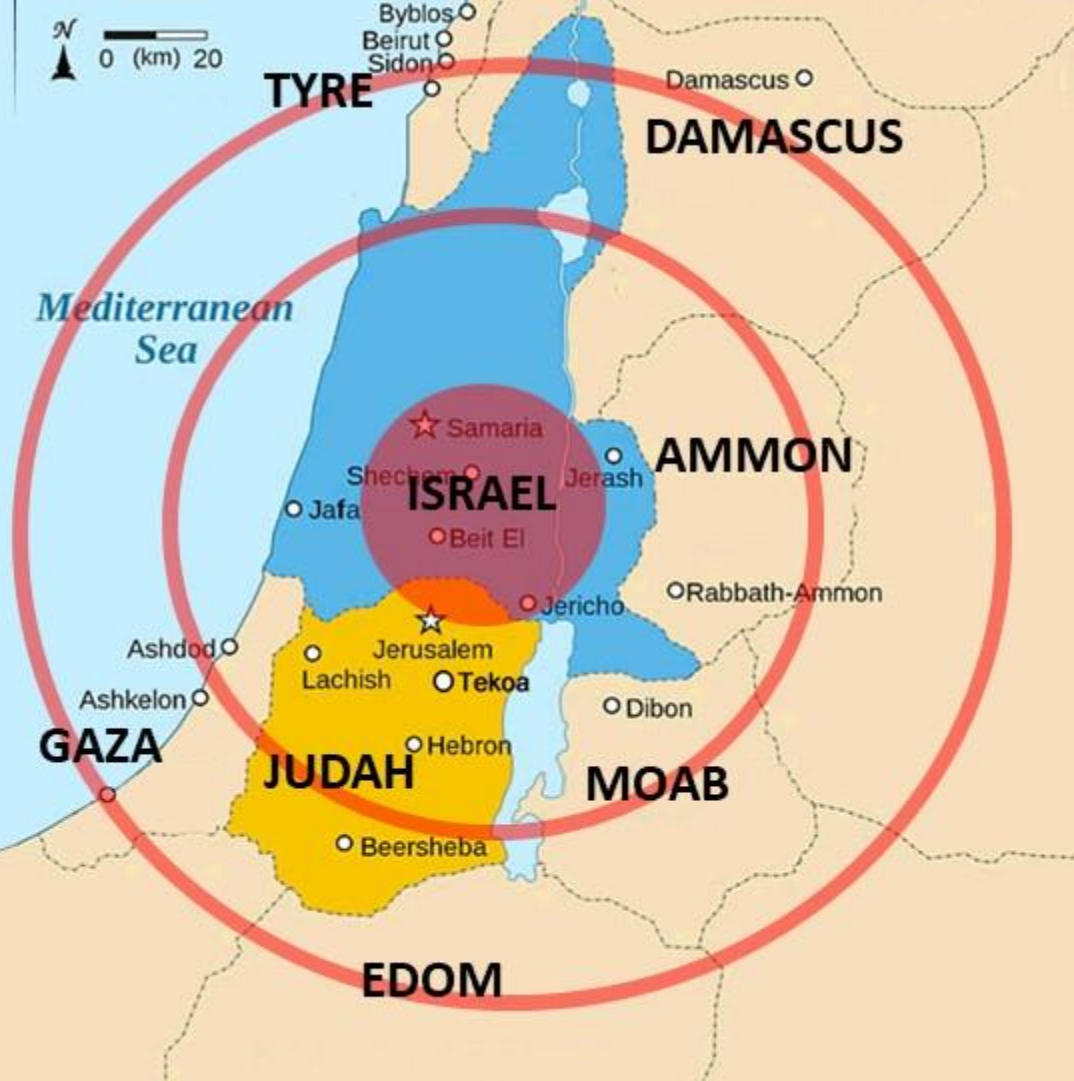 Byblos
N
Beirut
0 (km) 20
Sidon
TYRE
Damascus
DAMASCUS
Mediterranean
Sea
Samaria
AMMON
Shechem
Jerash
ISRAEL
Jafa
Beit El
Rabbath-Ammon
Jericho
Ashdod
Jerusalem
Lachish
Tekoa
Ashkelon
Dibon
GAZA
Hebron
JUDAH
MOAB
Beersheba
EDOM